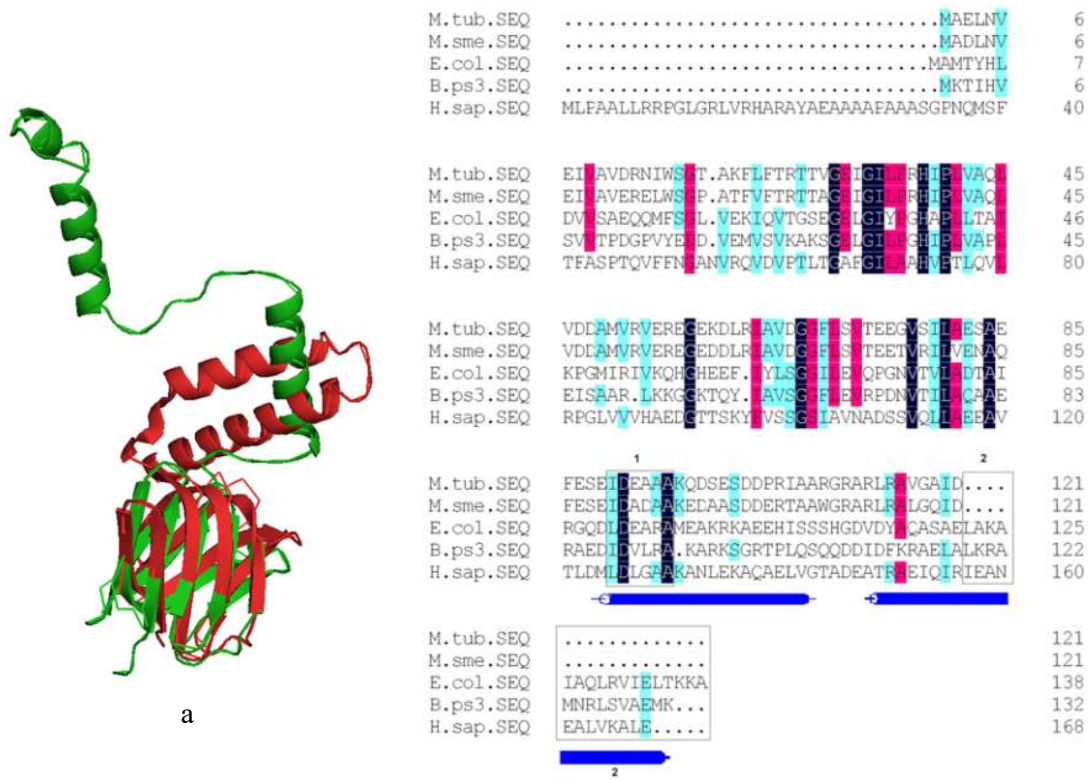 M.tub.SEQ ..................................MAELNV 6
M.sme.SEQ ..................................MADLNV 6
E.col.SEQ .................................MAMTYHL 7
B.ps3.SEQ ..................................MKTIHV 6
H.sap.SEQ MLPAALLRRPGLGRLVRHARAYAEAAAAPAAASGPNQMSF 40
M.tub.SEQ EIVAVDRNIWSGT.AKFLFTRTTVGEIGILPRHIPLVAQL 45
M.sme.SEQ EIVAVERELWSGP.ATFVFTRTTAGEIGILPRHIPLVAQL 45
E.col.SEQ DVVSAEQQMFSGL.VEKIQVTGSEGELGIYPGHAPLLTAI 46
B.ps3.SEQ SVVTPDGPVYEDD.VEMVSVKAKSGELGILPGHIPLVAPL 45
H.sap.SEQ TFASPTQVFFNGANVRQVDVPTLTGAFGILAAHVPTLQVL 80
M.tub.SEQ VDDAMVRVEREGEKDLRIAVDGGFLSVTEEGVSILAESAE 85
M.sme.SEQ VDDAMVRVEREGEDDLRIAVDGGFLSVTEETVRILVENAQ 85
E.col.SEQ KPGMIRIVKQHGHEEF.IYLSGGILEVQPGNVTVLADTAI 85
B.ps3.SEQ EISAAR.LKKGGKTQY.IAVSGGFLEVRPDNVTILAQAAE 83
H.sap.SEQ RPGLVVVHAEDGTTSKYFVSSGSLAVNADSSVQLLAEEAV 120
1 2
M.tub.SEQ FESEIDEAAAKQDSESDDPRIAARGRARLRAVGAID.... 121
M.sme.SEQ FESEIDADAAKEDAASDDERTAAWGRARLRALGQID.... 121
E.col.SEQ RGQDLDEARAMEAKRKAEEHISSSHGDVDYAQASAELAKA 125
B.ps3.SEQ RAEDIDVLRA.KARKSGRTPLQSQQDDIDFKRAELALKRA 122
H.sap.SEQ TLDMLDLGAAKANLEKAQAELVGTADEATRAEIQIRIEAN 160
M.tub.SEQ ............. 121
M.sme.SEQ ............. 121
E.col.SEQ IAQLRVIELTKKA 138
B.ps3.SEQ MNRLSVAEMK... 132
H.sap.SEQ EALVKALE..... 168
2
a